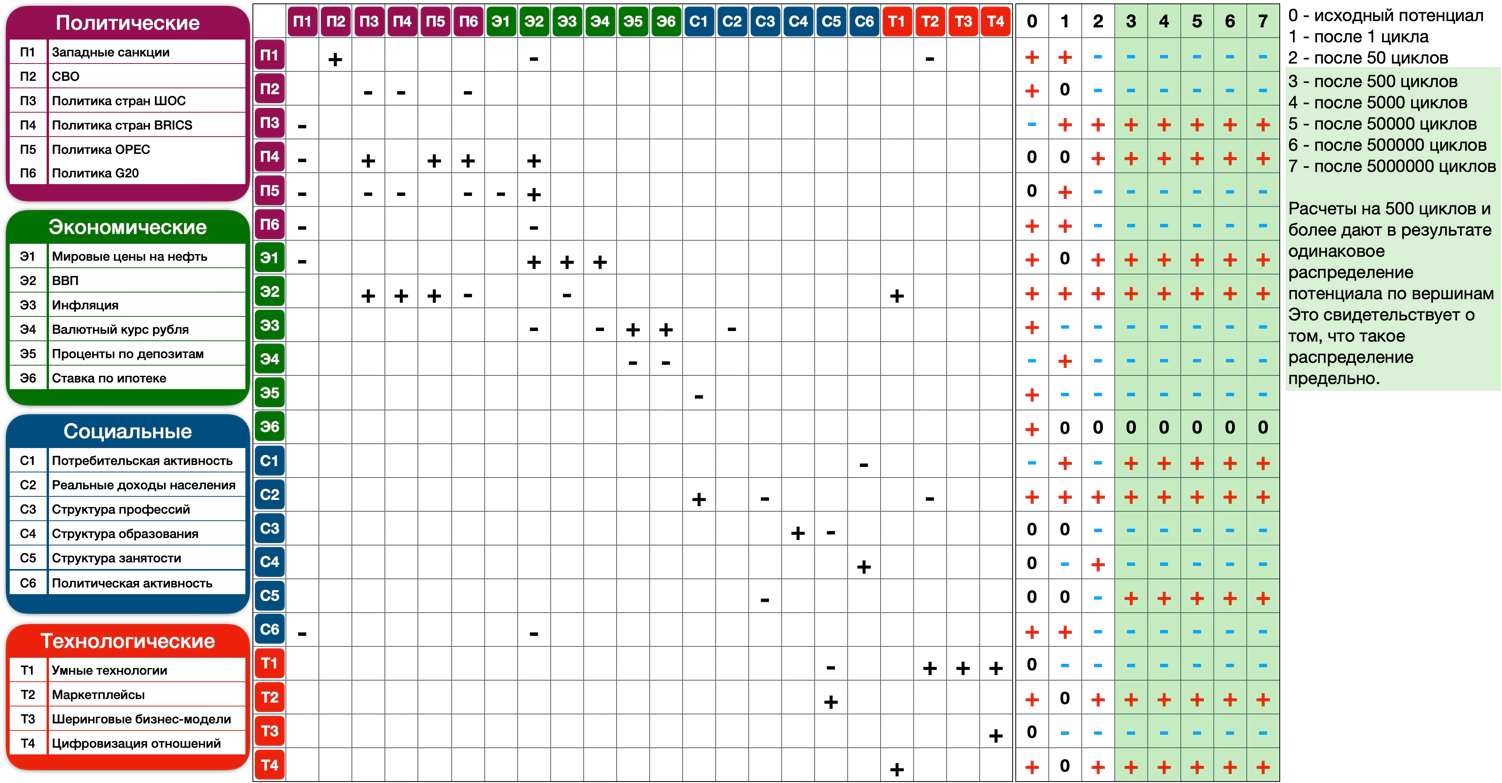 Политические
П1 Западные санкции
П2 СВО
П3 Политика стран ШОС
П4 Политика стран BRICS
П5 Политика OPEC
П6 Политика G20
Экономические
Э1 Мировые цены на нефть
Э2 ВВП
Э3 Инфляция
Э4 Валютный курс рубля
Э5 Проценты по депозитам
Э6 Ставка по ипотеке
Социальные
С1 Потребительская активность
С2 Реальные доходы населения
С3 Структура профессий
С4 Структура образования
С5 Структура занятости
С6 Политическая активность
Технологические
Т1 Умные технологии
Т2 Маркетплейсы
Т3 Шеринговые бизнес-модели
Т4 Цифровизация отношений
П1 П2 П3 П4 П5 П6 Э1 Э2 Э3 Э4 Э5 Э6 С1 С2 С3 С4 С5 С6 Т1 Т2 Т3 Т4 0 1 2 3 4 5 6 7
П1 + - - + + - - - - - -
П2 - - - + 0 - - - - - -
П3 - - + + + + + + +
П4 - + + + + 0 0 + + + + + +
П5 - - - - - + 0 + - - - - - -
П6 - - + + - - - - - -
Э1 - + + + + 0 + + + + + +
Э2 + + + - - + + + + + + + + +
Э3 - - + + - + - - - - - - -
Э4 - - - + - - - - - -
Э5 - + - - - - - - -
Э6 + 0 0 0 0 0 0 0
С1 - - + - + + + + +
С2 + - - + + + + + + + +
С3 + - 0 0 - - - - - -
С4 + 0 - + - - - - -
С5 - 0 0 - + + + + +
С6 - - + + - - - - - -
Т1 - + + + 0 - - - - - - -
Т2 + + 0 + + + + + +
Т3 + 0 - - - - - - -
Т4 + + 0 + + + + + +
0 - исходный потенциал
1 - после 1 цикла
2 - после 50 циклов
3 - после 500 циклов
4 - после 5000 циклов
5 - после 50000 циклов
6 - после 500000 циклов
7 - после 5000000 циклов
Расчеты на 500 циклов и
более дают в результате
одинаковое
распределение
потенциала по вершинам
Это свидетельствует о
том, что такое
распределение
предельно.